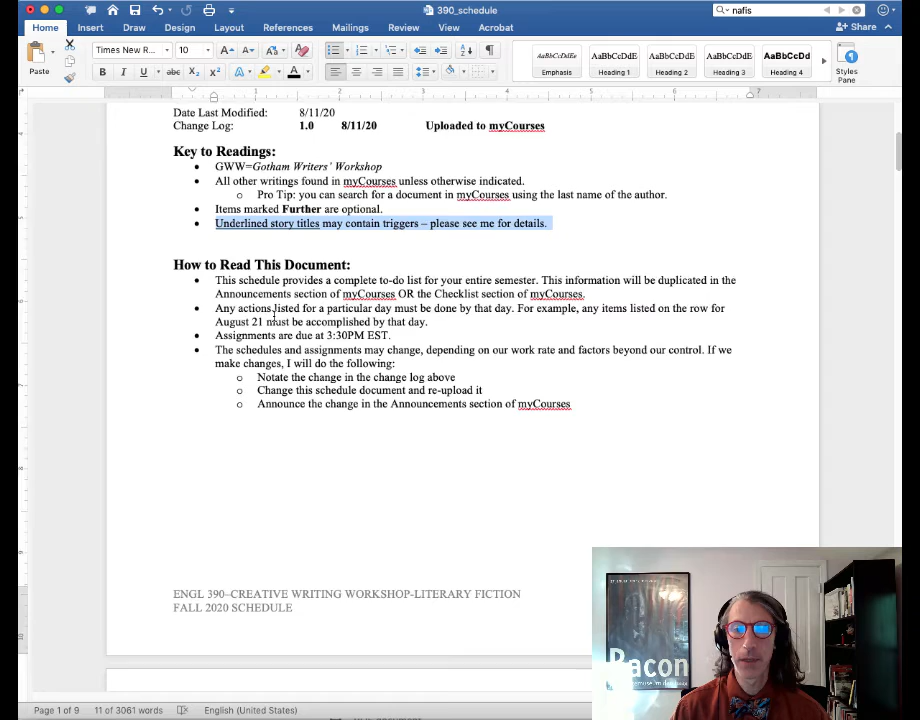 390_schedule
nafis
Home Insert Draw Design Layout References Mailings Review View Acrobat
Share
Paste
Times New R... 10
AaBbCcDdEe AaBbCcDc AaBbCcDc AaBbCcDc AaBbCcDd
Emphasis Heading 1 Heading 2 Heading 3 Heading 4
Styles Pane
Date Last Modified: 8/11/20
Change Log: 1.0 8/11/20 Uploaded to myCourses
Key to Readings:
• GWW=Gotham Writers' Workshop
• All other writings found in myCourses unless otherwise indicated.
o Pro Tip: you can search for a document in myCourses using the last name of the author.
• Items marked Further are optional.
• Underlined story titles may contain triggers – please see me for details.
How to Read This Document:
• This schedule provides a complete to-do list for your entire semester. This information will be duplicated in the
Announcements section of myCourses OR the Checklist section of myCourses.
• Any actions listed for a particular day must be done by that day. For example, any items listed on the row for
August 21 must be accomplished by that day.
• Assignments are due at 3:30PM EST.
• The schedules and assignments may change, depending on our work rate and factors beyond our control. If we
make changes, I will do the following:
o Notate the change in the change log above
o Change this schedule document and re-upload it
o Announce the change in the Announcements section of myCourses
ENGL 390–CREATIVE WRITING WORKSHOP-LITERARY FICTION
FALL 2020 SCHEDULE
Bacon
Page 1 of 9 11 of 3061 words English (United States)